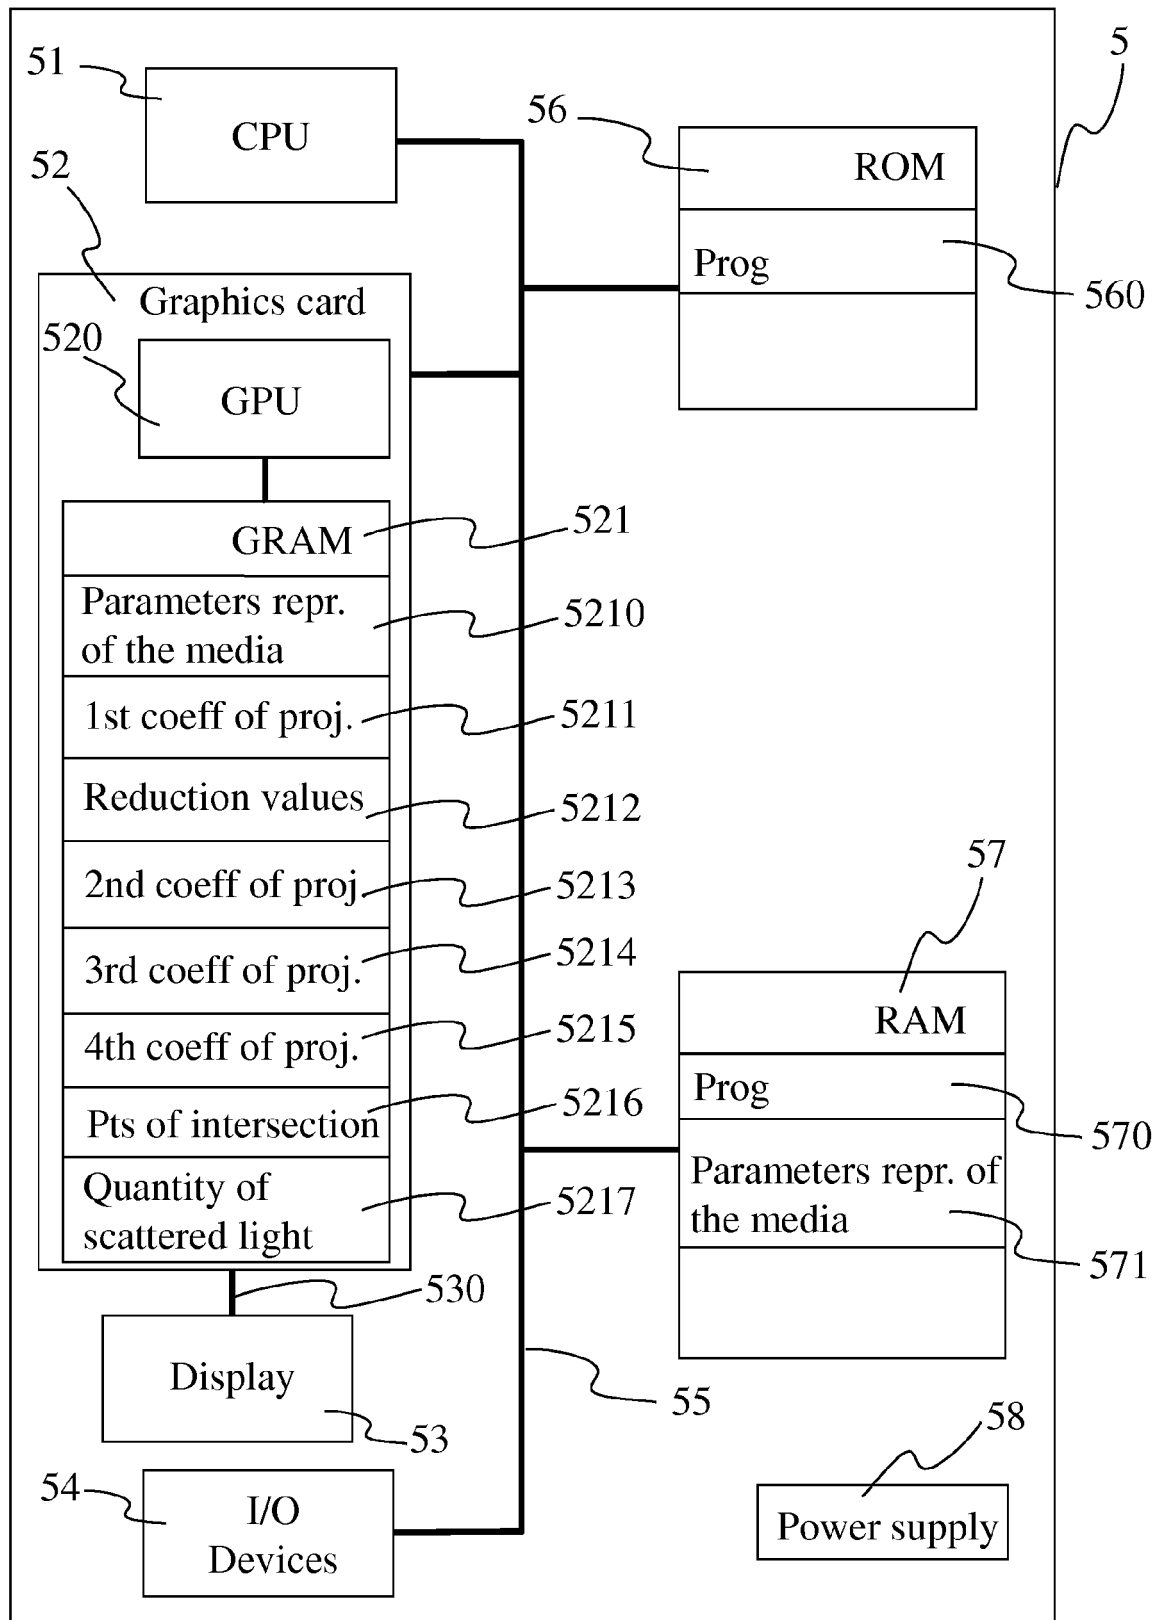 5
51
CPU
56
ROM
52
Prog
560
Graphics card
520
GPU
GRAM
521
Parameters repr.
of the media
5210
1st coeff of proj.
5211
Reduction values
5212
2nd coeff of proj.
5213
3rd coeff of proj.
5214
4th coeff of proj.
5215
Pts of intersection
5216
Quantity of
scattered light
5217
57
RAM
Prog
570
Parameters repr. of
the media
571
530
Display
53
55
58
54
I/O
Devices
Power supply